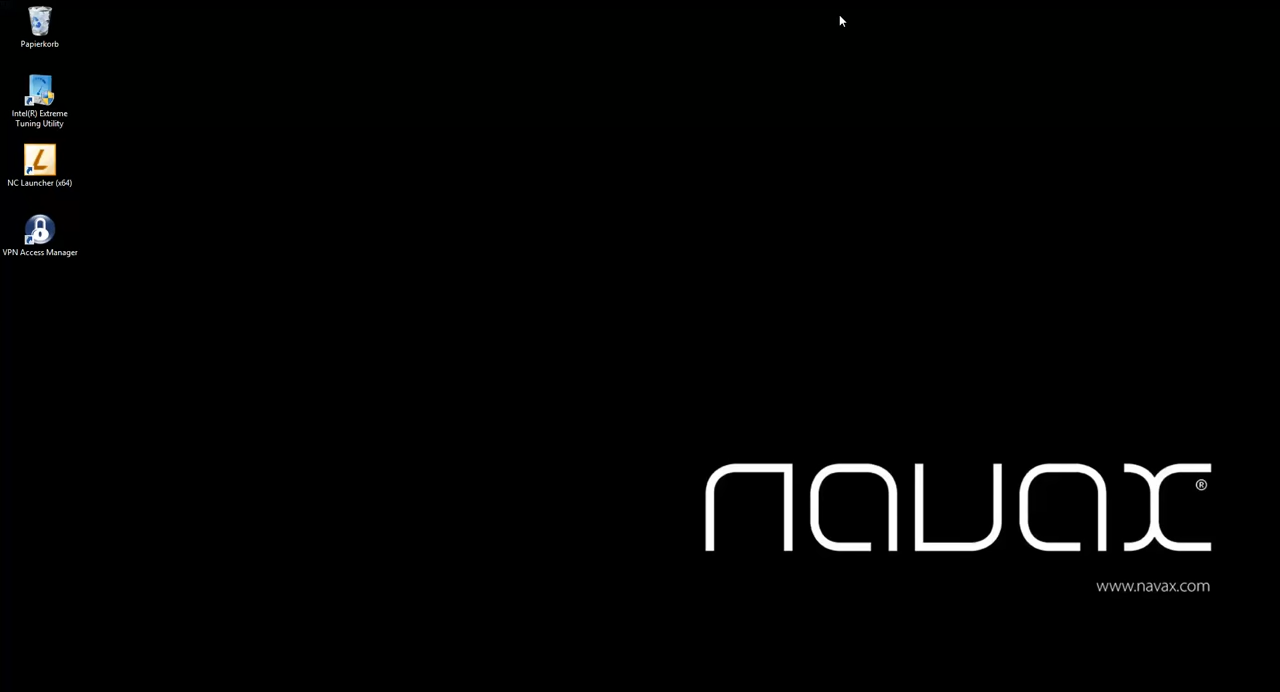 Papierkorb
Intel(R) Extreme
Tuning Utility
NC Launcher (x64)
VPN Access Manager
navax®
www.navax.com